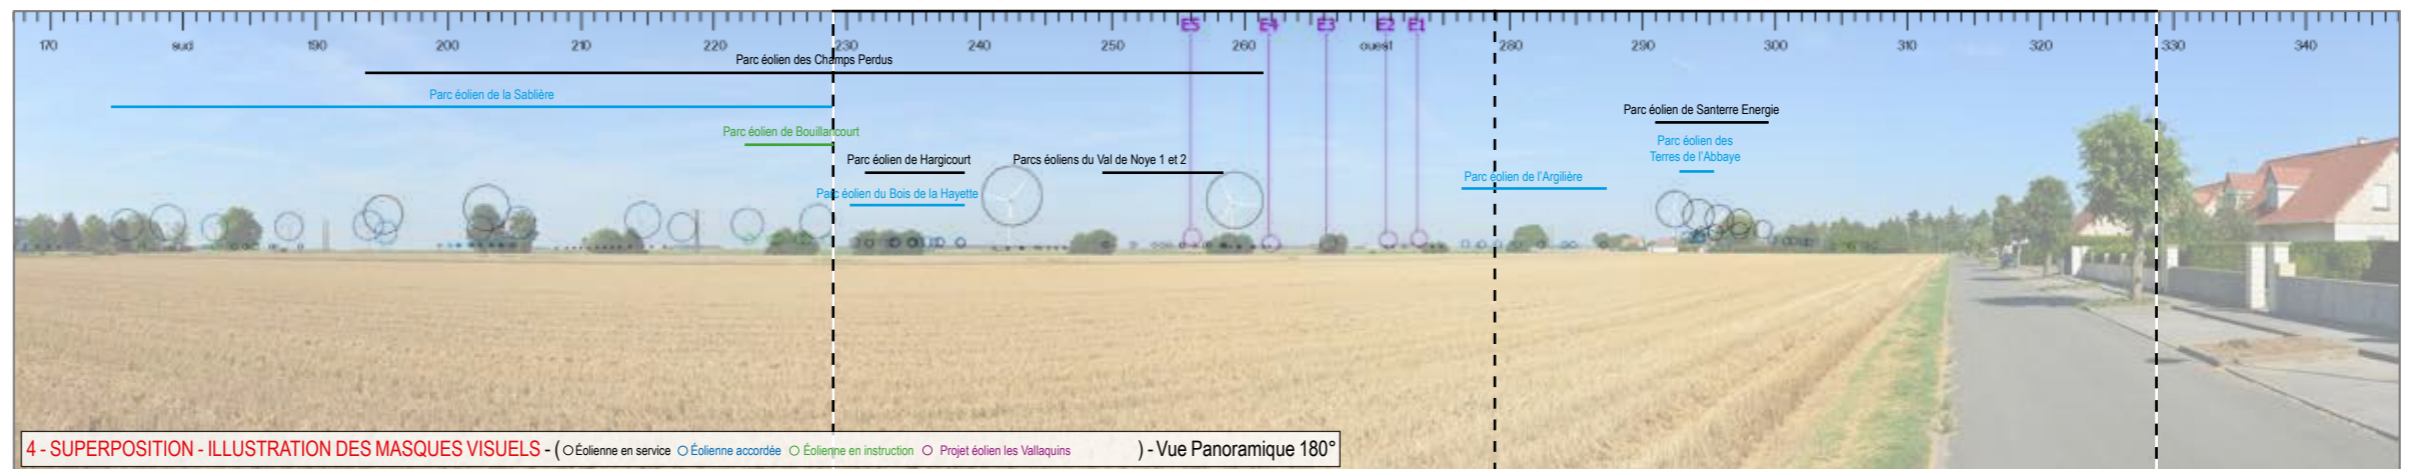 E5 E4 E3 E2 E1
170 sud 190 200 210 220 230 240 250 260 ouest 280 290 300 310 320 330 340
Parc éolien des Champs Perdus
Parc éolien de la Sablière
Parc éolien de Santerre Energie
Parc éolien de Bouillancourt
Parc éolien des
Terres de l'Abbaye
Parc éolien de Hargicourt
Parcs éoliens du Val de Noye 1 et 2
Parc éolien de l'Argilière
Parc éolien du Bois de la Hayette
4 - SUPERPOSITION - ILLUSTRATION DES MASQUES VISUELS - ( Éolienne en service Éolienne accordée Éolienne en instruction Projet éolien les Vallaquins ) - Vue Panoramique 180°